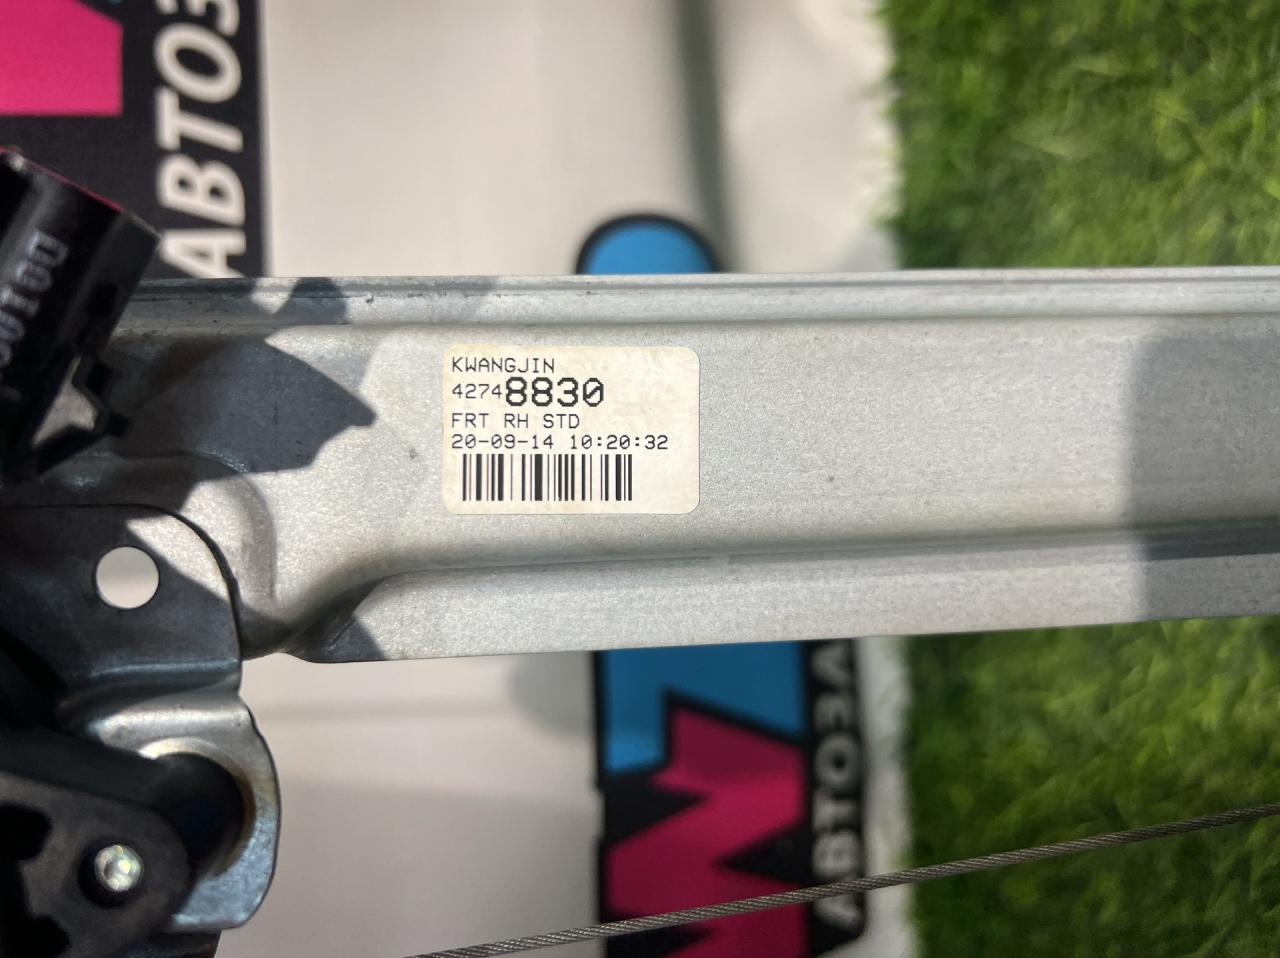 АВТОЗ
KWANGJIN
42748830
FRT RH STD
20-09-14 10:20:32
АВТОЗА